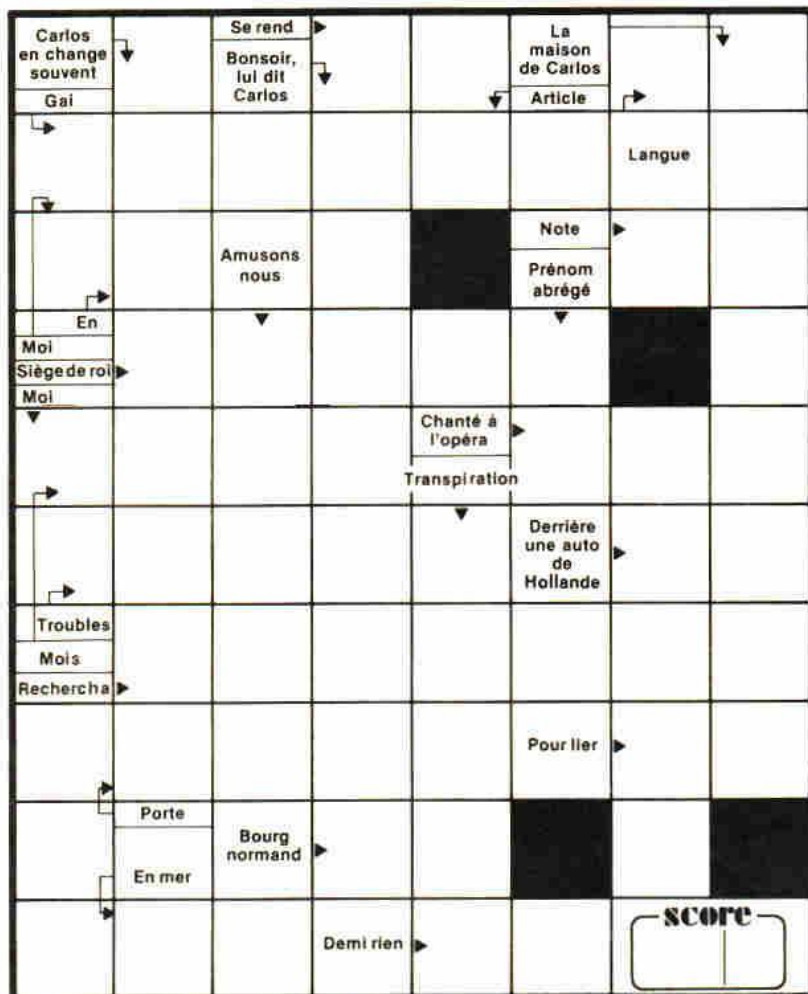 Carlos
en change
souvent
Gai
Se rend
Bonsoir,
lui dit
Carlos
La
maison
de Carlos
Article
Langue
Amusons
nous
Note
Prénom
abrégé
En
Moi
Siège de roi
Moi
Chanté à
l'opéra
Transpiration
Derrière
une auto
de
Hollande
Troubles
Mois
Rechercha
Pour lier
Porte
En mer
Bourg
normand
Demi rien
score